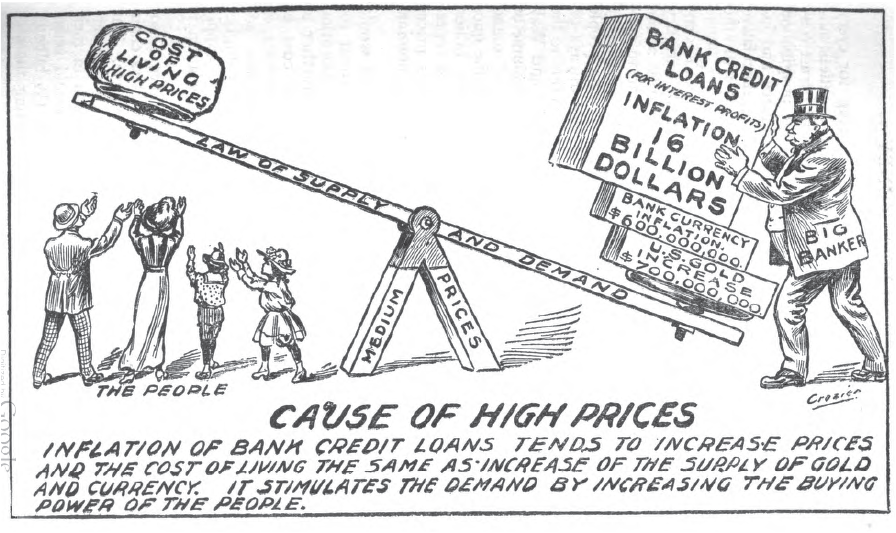 COST
OF
LIVING
HIGH PRICES
LAW OF SUPPLY AND DEMAND
BANK CREDIT
LOANS
(FOR INTEREST PROFITS)
INFLATION
16
BILLION
DOLLARS
BANK CURRENCY
INFLATION.
$600,000,000.
U.S. GOLD
INCREASE
$700,000,000
BIG
BANKER
MEDIUM PRICES
THE PEOPLE
Crozier
CAUSE OF HIGH PRICES
INFLATION OF BANK CREDIT LOANS TENDS TO INCREASE PRICES
AND THE COST OF LIVING THE SAME AS INCREASE OF THE SUPPLY OF GOLD
AND CURRENCY. IT STIMULATES THE DEMAND BY INCREASING THE BUYING
POWER OF THE PEOPLE.
Google